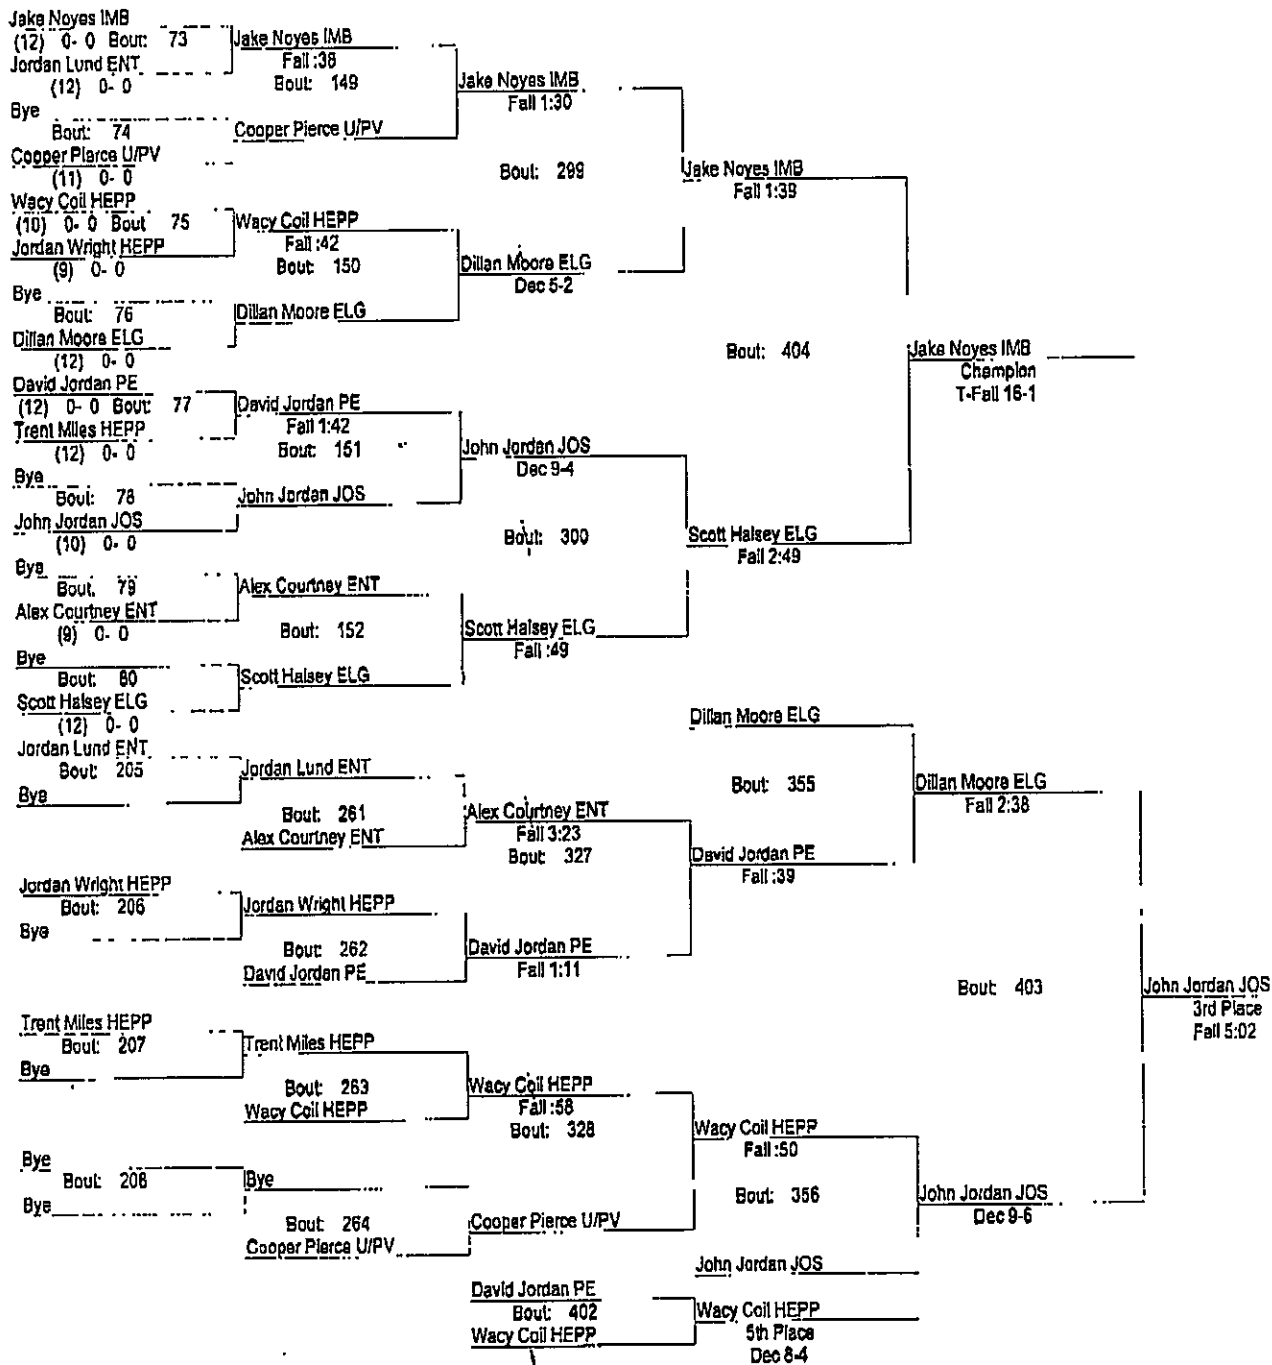 Jake Noyes IMB
(12) 0- 0 Bout: 73
Jordan Lund ENT
(12) 0- 0
Bye
Bout: 74
Cooper Pierce U/PV
(11) 0- 0
Wacy Coil HEPP
(10) 0- 0 Bout 75
Jordan Wright HEPP
(9) 0- 0
Bye
Bout: 76
Dillan Moore ELG
(12) 0- 0
David Jordan PE
(12) 0- 0 Bout: 77
Trent Miles HEPP
(12) 0- 0
Bye
Bout: 78
John Jordan JOS
(10) 0- 0
Bye
Bout. 79
Alex Courtney ENT
(9) 0- 0
Bye
Bout: 80
Scott Halsey ELG
(12) 0- 0
Jake Noyes IMB
Fall :38
Bout: 149
Cooper Pierce U/PV
Wacy Coil HEPP
Fall :42
Bout: 150
Dillan Moore ELG
David Jordan PE
Fall 1:42
Bout: 151
John Jordan JOS
Alex Courtney ENT
Bout: 152
Scott Halsey ELG
Jake Noyes IMB
Fall 1:30
Bout: 299
Dillan Moore ELG
Dec 5-2
John Jordan JOS
Dec 9-4
Bout: 300
Scott Halsey ELG
Fall :49
Jake Noyes IMB
Fall 1:39
Bout: 404
Scott Halsey ELG
Fall 2:49
Jake Noyes IMB
Champion
T-Fall 16-1
Jordan Lund ENT
Bout: 205
Bye
Jordan Wright HEPP
Bout: 206
Bye
Trent Miles HEPP
Bout: 207
Bye
Bye
Bout: 208
Bye
Jordan Lund ENT
Bout: 261
Alex Courtney ENT
Jordan Wright HEPP
Bout: 262
David Jordan PE
Trent Miles HEPP
Bout: 263
Wacy Coil HEPP
Bye
Bout: 264
Cooper Pierce U/PV
Alex Courtney ENT
Fall 3:23
Bout: 327
David Jordan PE
Fall 1:11
Wacy Coil HEPP
Fall :58
Bout: 328
Cooper Pierce U/PV
Dillan Moore ELG
Bout: 355
David Jordan PE
Fall :39
Wacy Coil HEPP
Fall :50
Bout: 356
John Jordan JOS
Dillan Moore ELG
Fall 2:38
Bout: 403
John Jordan JOS
Dec 9-6
John Jordan JOS
3rd Place
Fall 5:02
David Jordan PE
Bout: 402
Wacy Coil HEPP
Wacy Coil HEPP
5th Place
Dec 8-4